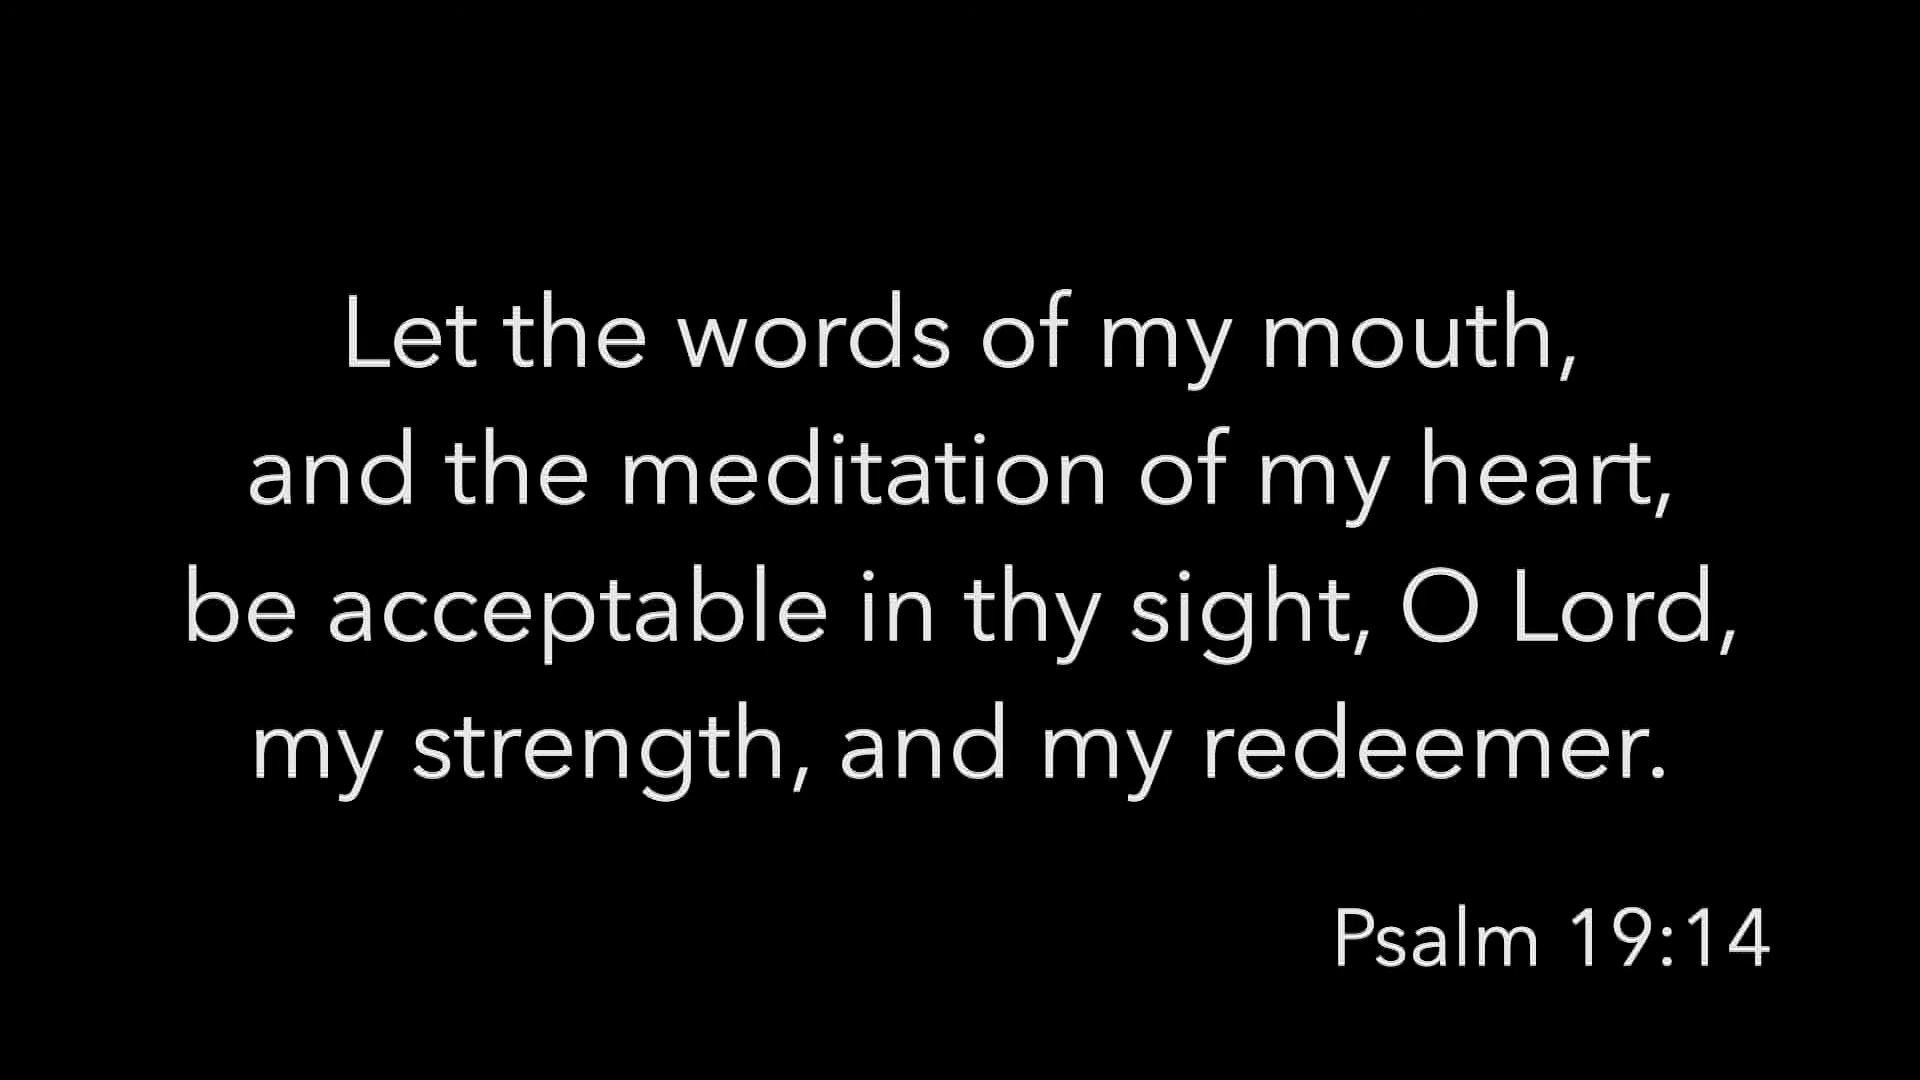 Let the words of my mouth,
and the meditation of my heart,
be acceptable in thy sight, O Lord,
my strength, and my redeemer.
Psalm 19:14